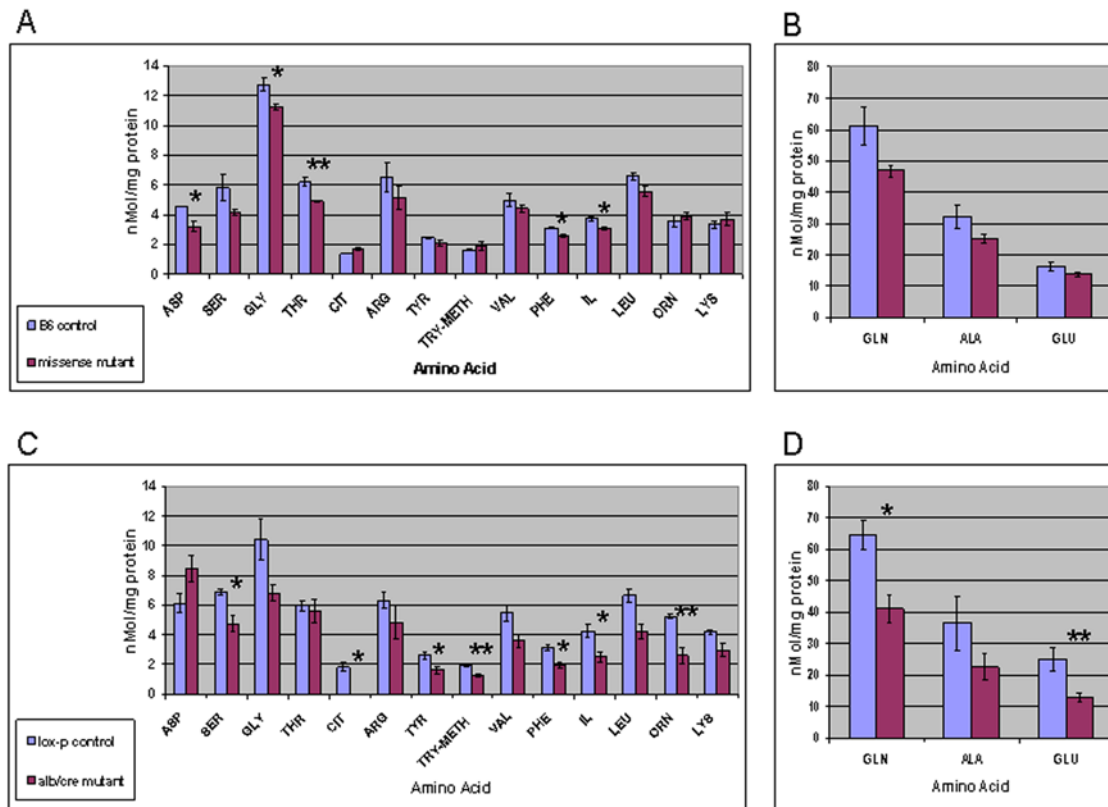 A
nMol/mg protein
14
12
10
8
6
4
2
0
*
*
**
*
*
ASP
SER
GLY
THR
CIT
ARG
TYR
TRY-METH
VAL
PHE
IL
LEU
ORN
LYS
B6 control
missense mutant
Amino Acid
B
nMol/mg protein
80
70
60
50
40
30
20
10
0
GLN
ALA
GLU
Amino Acid
C
nMol/mg protein
14
12
10
8
6
4
2
0
*
*
*
**
*
*
**
ASP
SER
GLY
THR
CIT
ARG
TYR
TRY-METH
VAL
PHE
IL
LEU
ORN
LYS
lox-p control
alb/cre mutant
Amino Acid
D
nMol/mg protein
80
70
60
50
40
30
20
10
0
*
**
GLN
ALA
GLU
Amino Acid